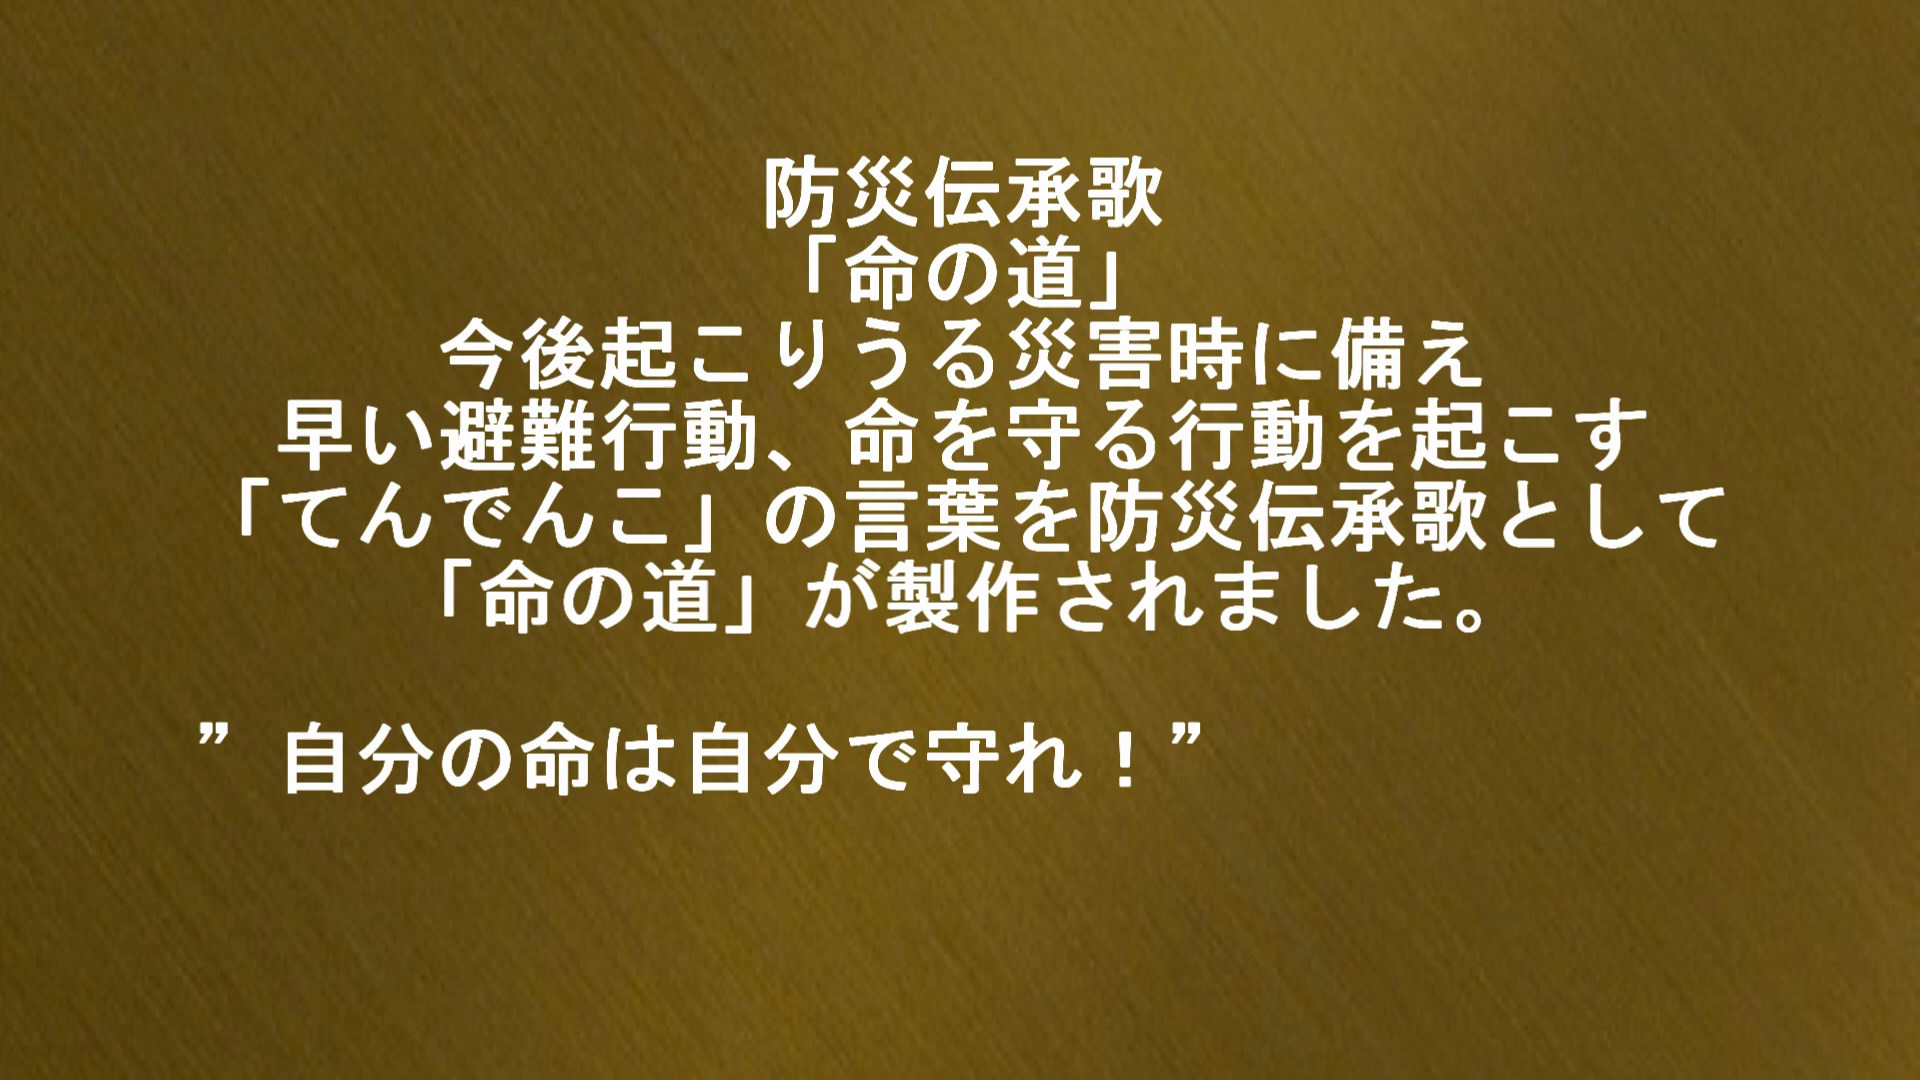 防災伝承歌
「命の道」
今後起こりうる災害時に備え
早い避難行動、命を守る行動を起こす
「てんでんこ」の言葉を防災伝承歌として
「命の道」が製作されました。
”自分の命は自分で守れ！”